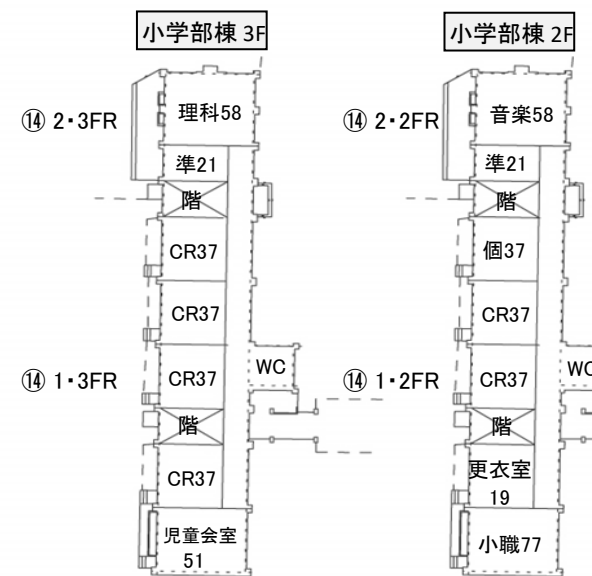 小学部棟 3F
⑭ 2・3FR
理科58
準21
階
CR37
CR37
⑭ 1・3FR
CR37
WC
階
CR37
児童会室
51
小学部棟 2F
⑭ 2・2FR
音楽58
準21
階
個37
CR37
⑭ 1・2FR
CR37
WC
階
更衣室
19
小職77